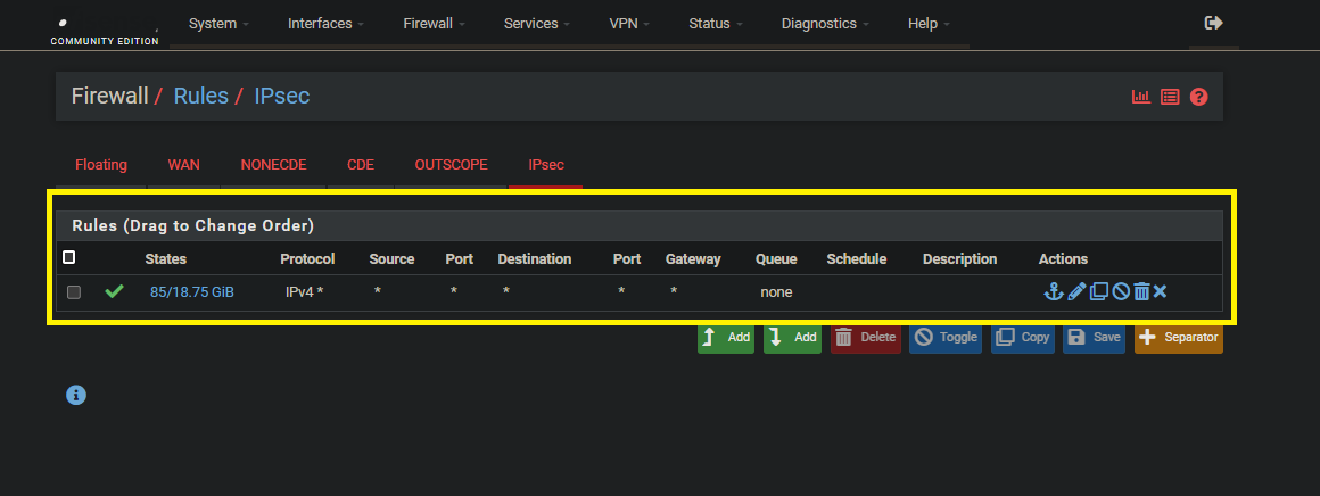 System Interfaces Firewall Services VPN Status Diagnostics Help
COMMUNITY EDITION
Firewall / Rules / IPsec
Floating WAN NONECDE CDE OUTSCOPE IPsec
Rules (Drag to Change Order)
States Protocol Source Port Destination Port Gateway Queue Schedule Description Actions
85/18.75 GiB IPv4 * * * * * * none
Add Add Delete Toggle Copy Save Separator